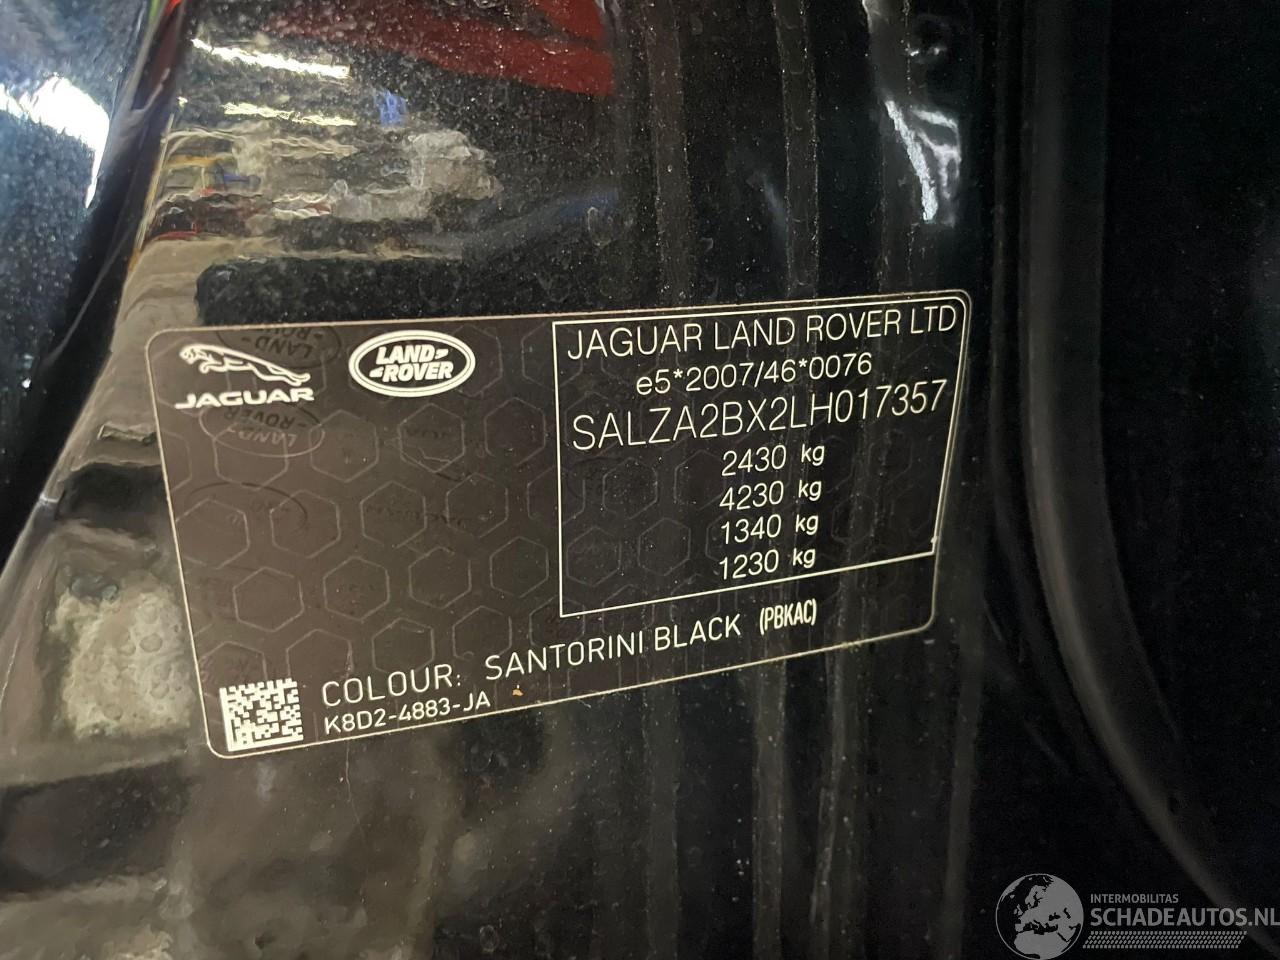 JAGUAR
LAND-
-ROVER
JAGUAR LAND ROVER LTD
e5*2007/46*0076
SALZA2BX2LH017357
2430 kg
4230 kg
1340 kg
1230 kg
COLOUR: SANTORINI BLACK (PBKAC)
K8D2-4883-JA
INTERMOBILITAS
SCHADEAUTOS.NL